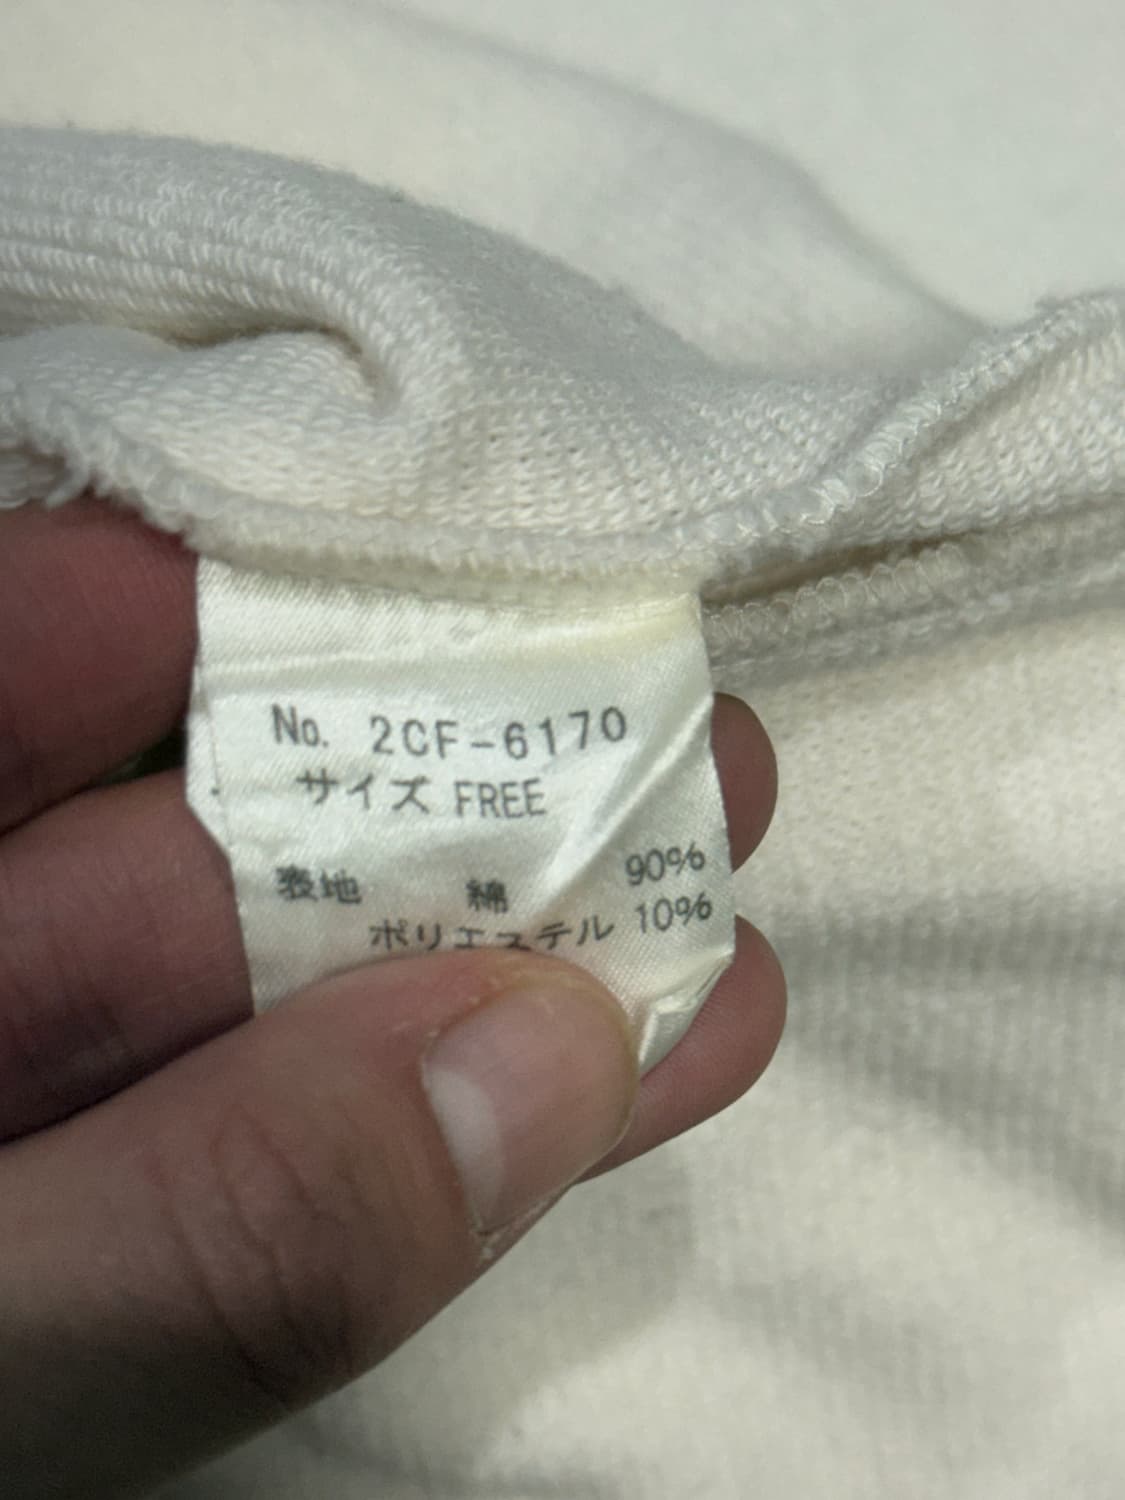 No. 2CF-6170
サイズ FREE
表地 綿 90%
ポリエステル 10%